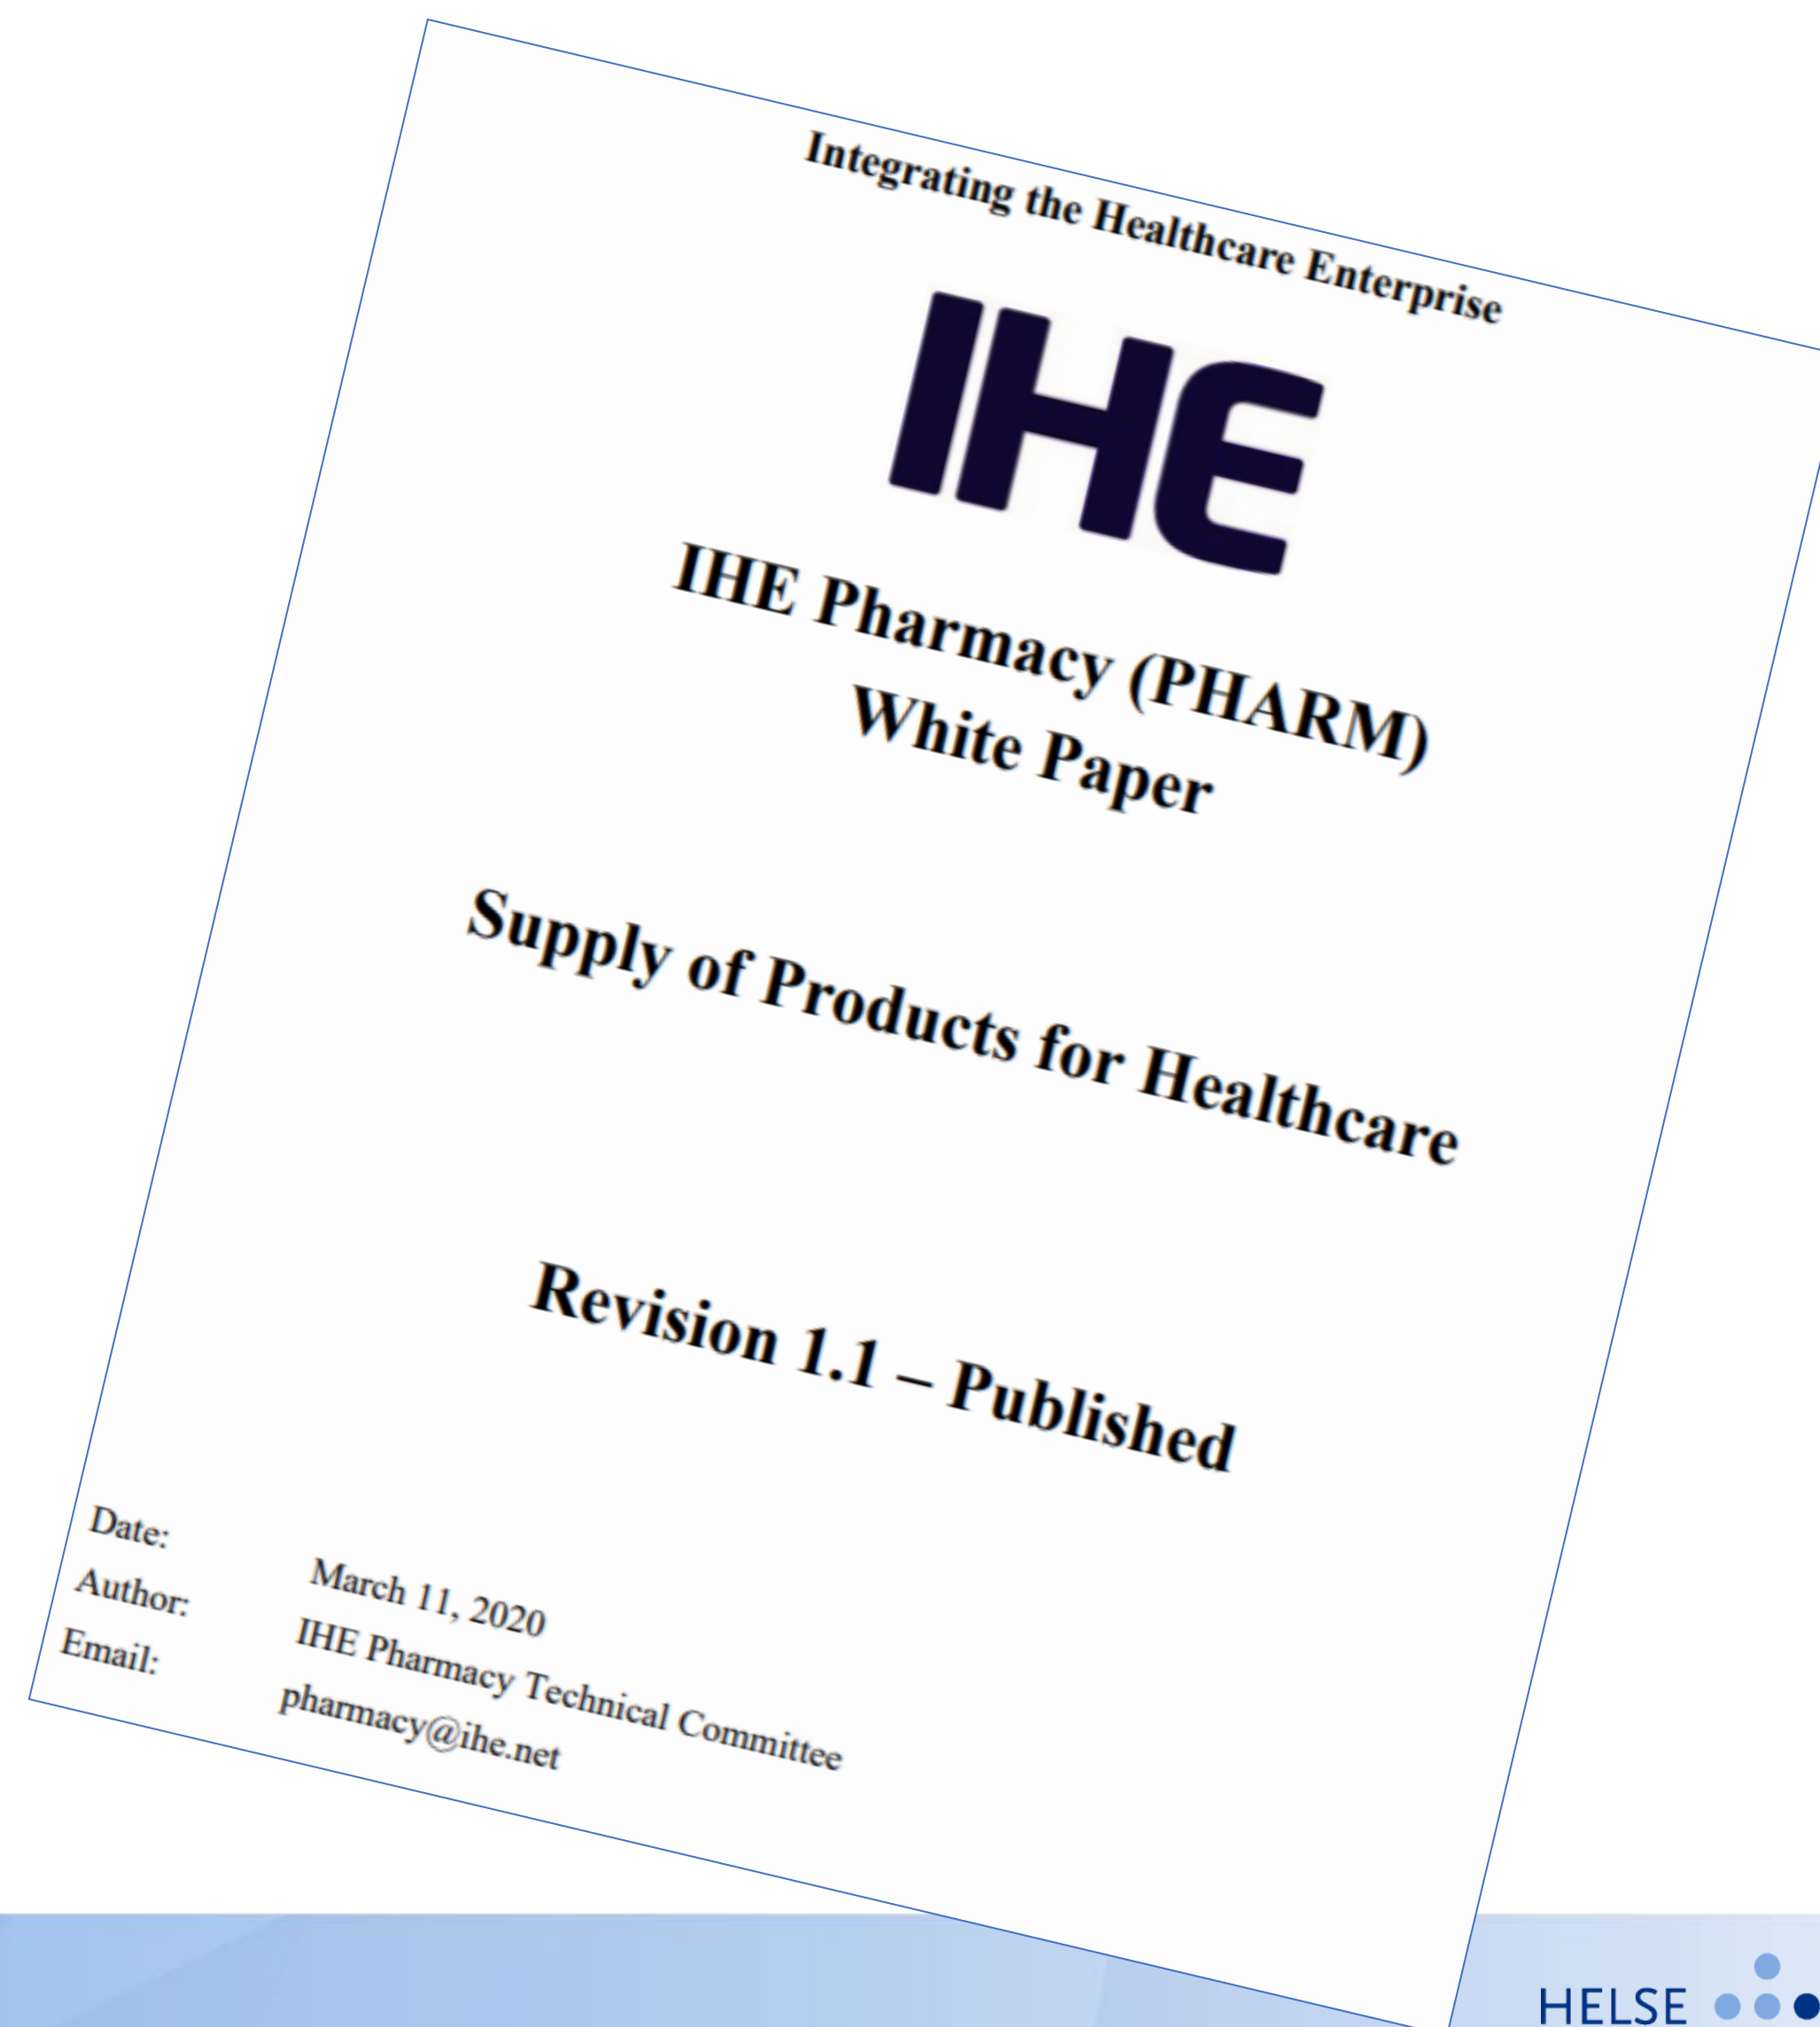 Integrating the Healthcare Enterprise
IHE
IHE Pharmacy (PHARM)
White Paper
Supply of Products for Healthcare
Revision 1.1 – Published
Date: March 11, 2020
Author: IHE Pharmacy Technical Committee
Email: pharmacy@ihe.net
HELSE